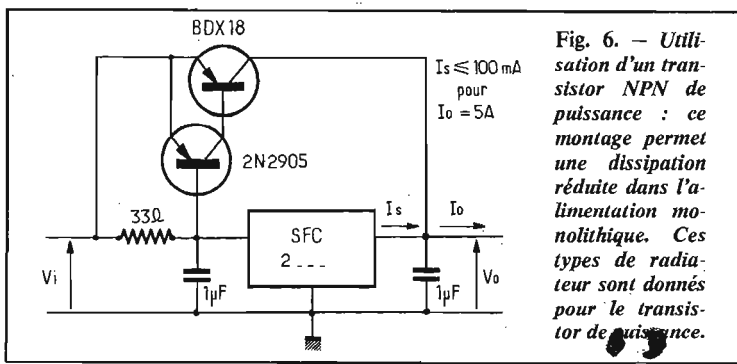 BDX18
Is ≤ 100 mA
pour
Io = 5A
2N2905
33Ω
Is
Io
SFC
2 _ _ _
Vi
1µF
1µF
Vo
Fig. 6. — Utili-
sation d'un tran-
sistor NPN de
puissance : ce
montage permet
une dissipation
réduite dans l'a-
limentation mo-
nolithique. Ces
types de radia-
teur sont donnés
pour le transis-
tor de puissance.